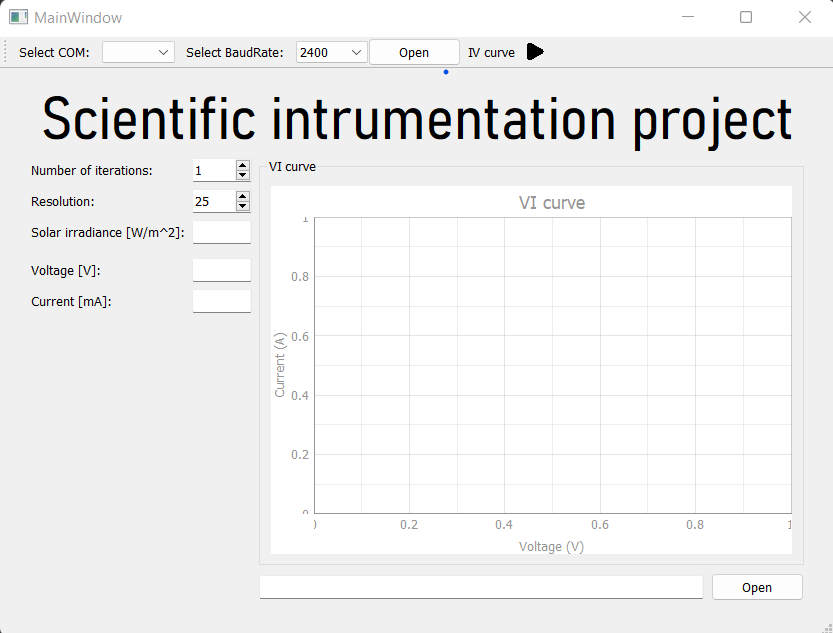 MainWindow
Select COM: Select BaudRate: 2400 Open IV curve
Scientific intrumentation project
Number of iterations: 1
Resolution: 25
Solar irradiance [W/m^2]:
Voltage [V]:
Current [mA]:
VI curve
VI curve
1
0.8
0.6
0.4
0.2
0
Current (A)
0 0.2 0.4 0.6 0.8 1
Voltage (V)
Open